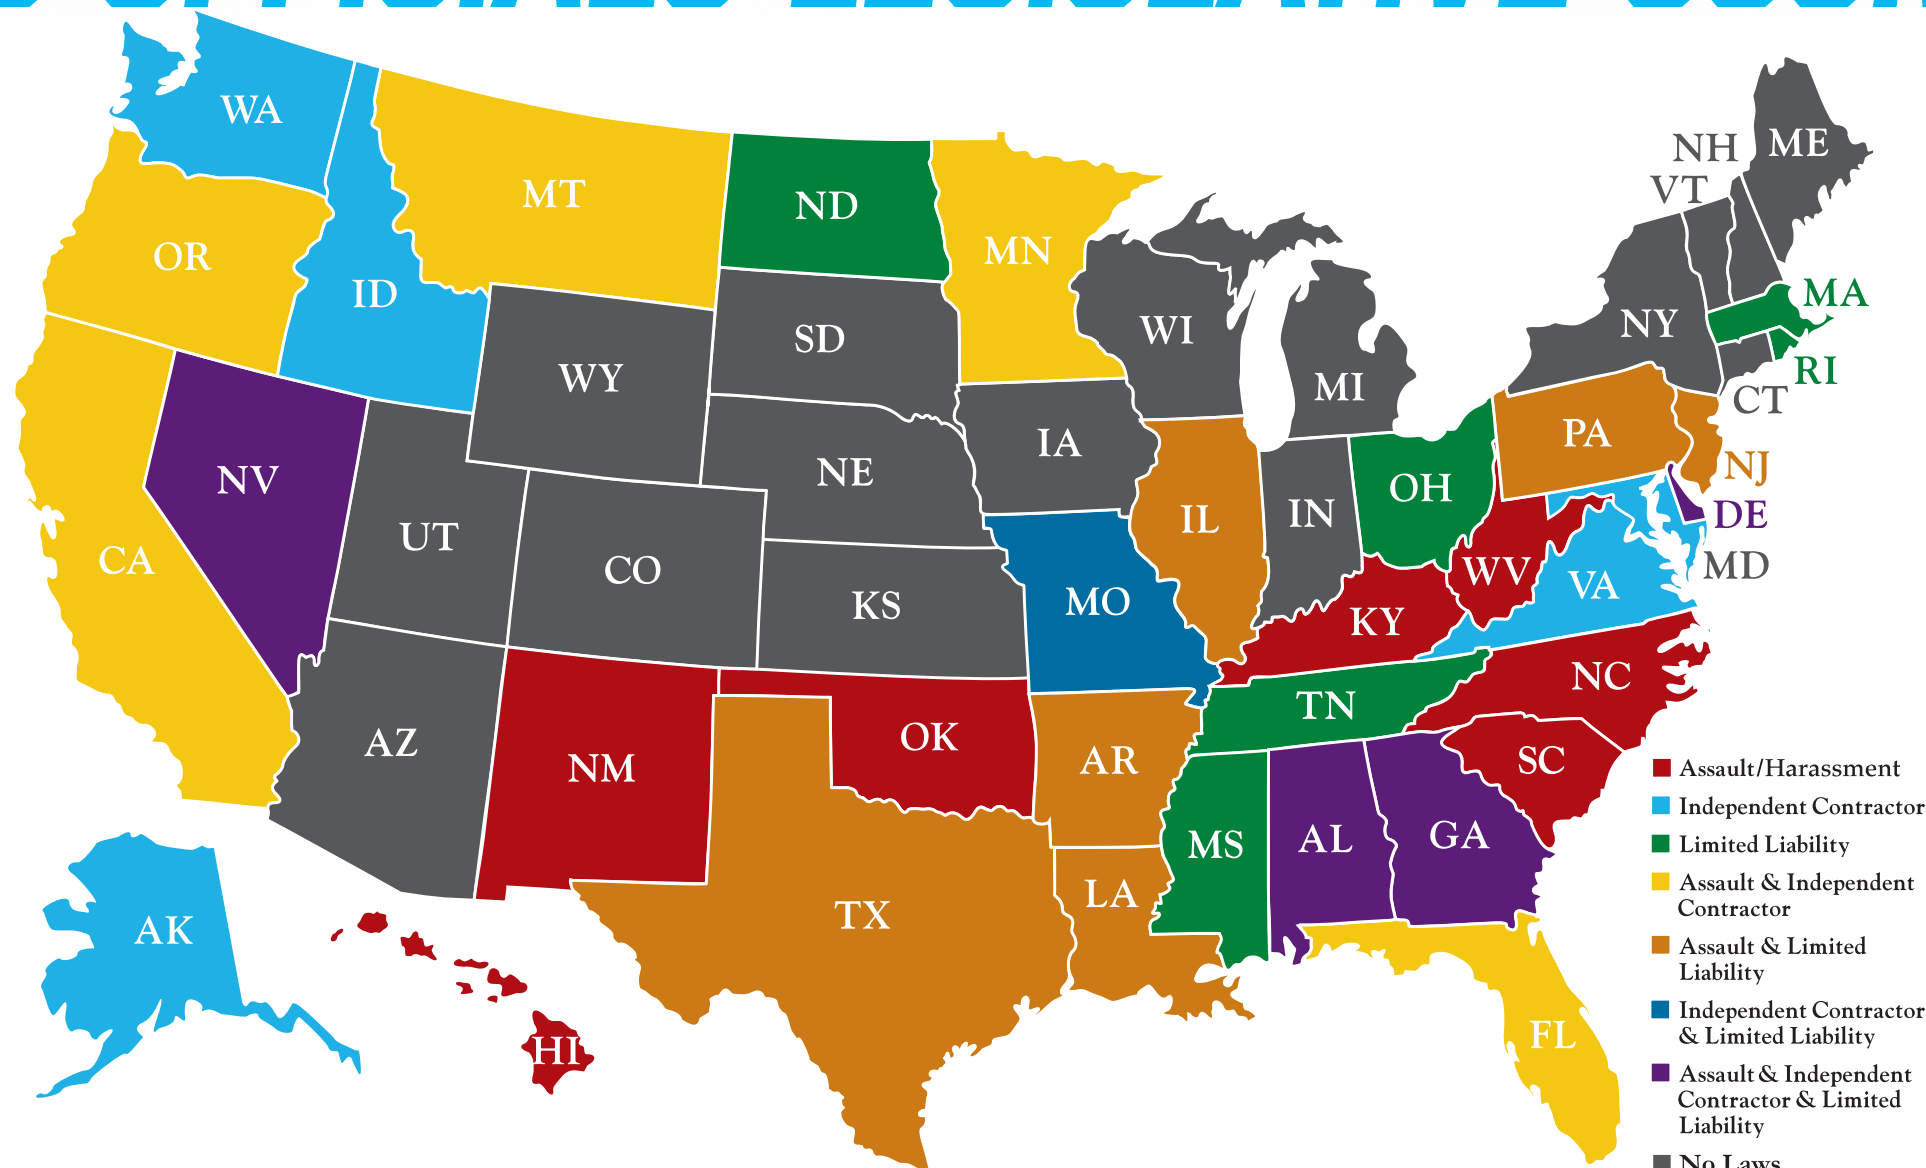 WA
MT
ND
MN
OR
ID
SD
WY
WI
MI
NH
ME
VT
NY
MA
RI
CT
NV
UT
CO
NE
IA
KS
IL
IN
OH
PA
NJ
DE
MD
CA
MO
KY
WV
VA
AZ
NM
OK
AR
TN
NC
SC
TX
LA
MS
AL
GA
FL
AK
HI
Assault/Harassment
Independent Contractor
Limited Liability
Assault & Independent
Contractor
Assault & Limited
Liability
Independent Contractor
& Limited Liability
Assault & Independent
Contractor & Limited
Liability
No Laws